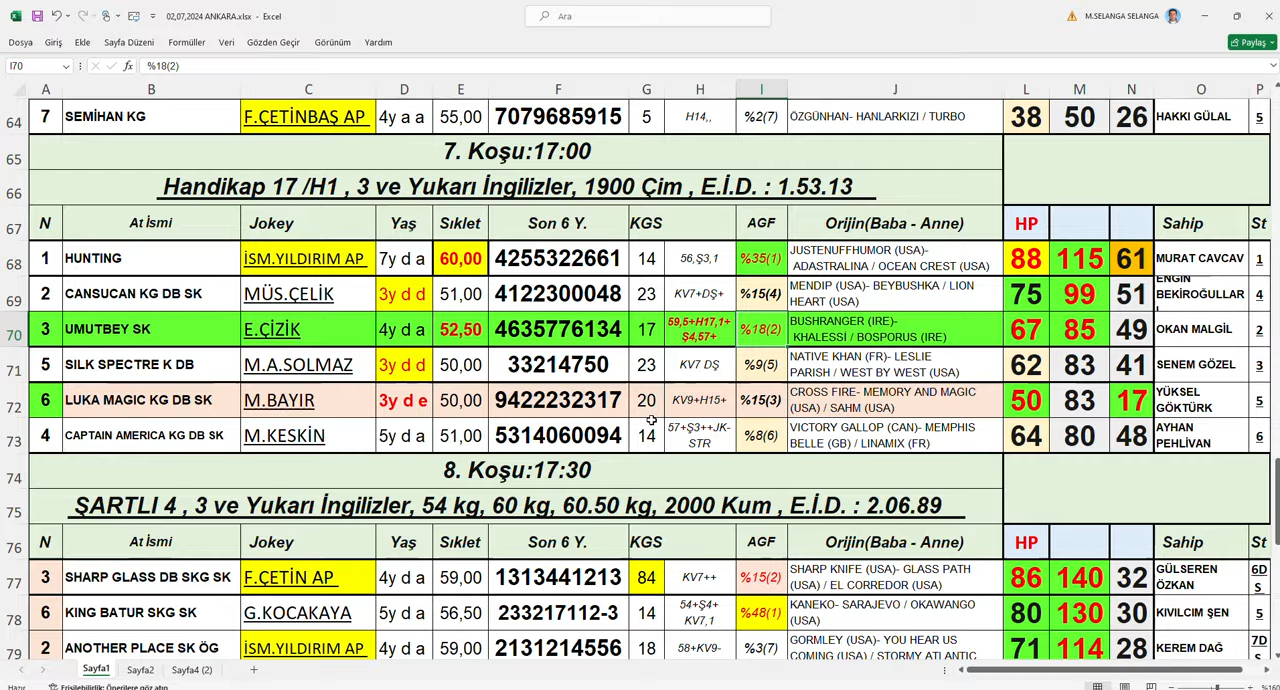 02,07,2024 ANKARA.xlsx - Excel
Ara
M.SELANGA SELANGA
Dosya Giriş Ekle Sayfa Düzeni Formüller Veri Gözden Geçir Görünüm Yardım
Paylaş
I70 fx %18(2)
A B C D E F G H I J L M N O P
64 7 SEMİHAN KG F.ÇETİNBAŞ AP 4y a a 55,00 7079685915 5 H14,, %2(7) ÖZGÜNHAN- HANLARKIZI / TURBO 38 50 26 HAKKI GÜLAL 5
65 7. Koşu:17:00
66 Handikap 17 /H1 , 3 ve Yukarı İngilizler, 1900 Çim , E.İ.D. : 1.53.13
67 N At İsmi Jokey Yaş Sıklet Son 6 Y. KGS AGF Orijin(Baba - Anne) HP Sahip St
68 1 HUNTING İSM.YILDIRIM AP 7y d a 60,00 4255322661 14 56,Ş3,1 %35(1) JUSTENUFFHUMOR (USA)-
ADASTRALINA / OCEAN CREST (USA) 88 115 61 MURAT CAVCAV 1
69 2 CANSUCAN KG DB SK MÜS.ÇELİK 3y d d 51,00 4122300048 23 KV7+DŞ+ %15(4) MENDIP (USA)- BEYBUSHKA / LION
HEART (USA) 75 99 51 ENGİN
BEKİROĞULLAR
I 4
70 3 UMUTBEY SK E.ÇİZİK 4y d a 52,50 4635776134 17 59,5+H17,1+
Ş4,57+ %18(2) BUSHRANGER (IRE)-
KHALESSİ / BOSPORUS (IRE) 67 85 49 OKAN MALGİL 2
71 5 SILK SPECTRE K DB M.A.SOLMAZ 3y d d 50,00 33214750 23 KV7 DŞ %9(5) NATIVE KHAN (FR)- LESLIE
PARISH / WEST BY WEST (USA) 62 83 41 SENEM GÖZEL 3
72 6 LUKA MAGIC KG DB SK M.BAYIR 3y d e 50,00 9422232317 20 KV9+H15+ %15(3) CROSS FIRE- MEMORY AND MAGIC
(USA) / SAHM (USA) 50 83 17 YÜKSEL
GÖKTÜRK 5
73 4 CAPTAIN AMERICA KG DB SK M.KESKİN 5y d a 51,00 5314060094 14 57+Ş3++JK-
STR %8(6) VICTORY GALLOP (CAN)- MEMPHIS
BELLE (GB) / LINAMIX (FR) 64 80 48 AYHAN
PEHLİVAN 6
74 8. Koşu:17:30
75 ŞARTLI 4 , 3 ve Yukarı İngilizler, 54 kg, 60 kg, 60.50 kg, 2000 Kum , E.İ.D. : 2.06.89
76 N At İsmi Jokey Yaş Sıklet Son 6 Y. KGS AGF Orijin(Baba - Anne) HP Sahip St
77 3 SHARP GLASS DB SKG SK F.ÇETİN AP 4y d a 59,00 1313441213 84 KV7++ %15(2) SHARP KNIFE (USA)- GLASS PATH
(USA) / EL CORREDOR (USA) 86 140 32 GÜLSEREN
ÖZKAN 6D
S
78 6 KING BATUR SKG SK G.KOCAKAYA 5y d a 56,50 233217112-3 14 54+Ş4+
KV7,1 %48(1) KANEKO- SARAJEVO / OKAWANGO
(USA) 80 130 30 KIVILCIM ŞEN 5
79 2 ANOTHER PLACE SK ÖG İSM.YILDIRIM AP 4y d a 59,00 2131214556 18 58+KV9- %3(7) GORMLEY (USA)- YOU HEAR US
COMING (USA) / STORMY ATLANTIC 71 114 28 KEREM DAĞ 7D
S
Sayfa1 Sayfa2 Sayfa4 (2)
Hazır Erişilebilirlik: Önerilere göz atın %160